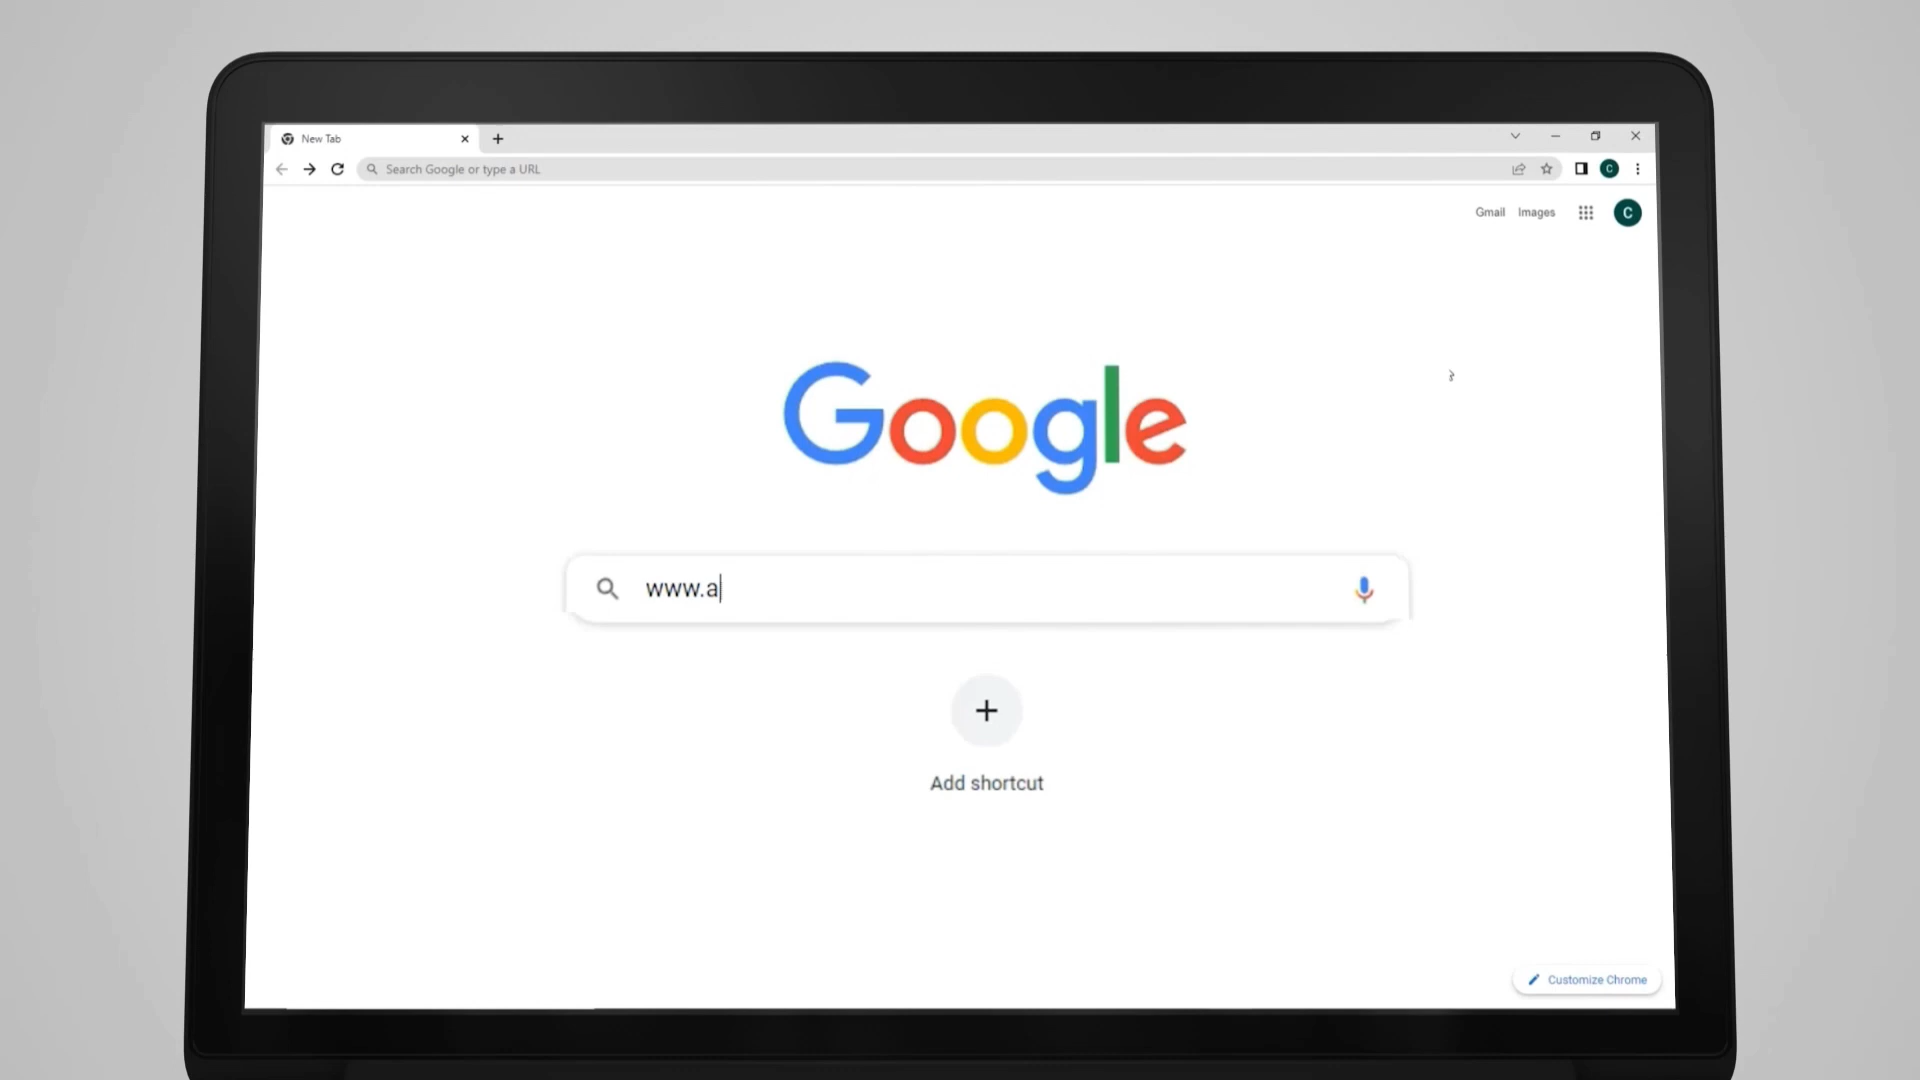 New Tab
Search Google or type a URL
C
Gmail Images
C
Google
www.a
Add shortcut
Customize Chrome